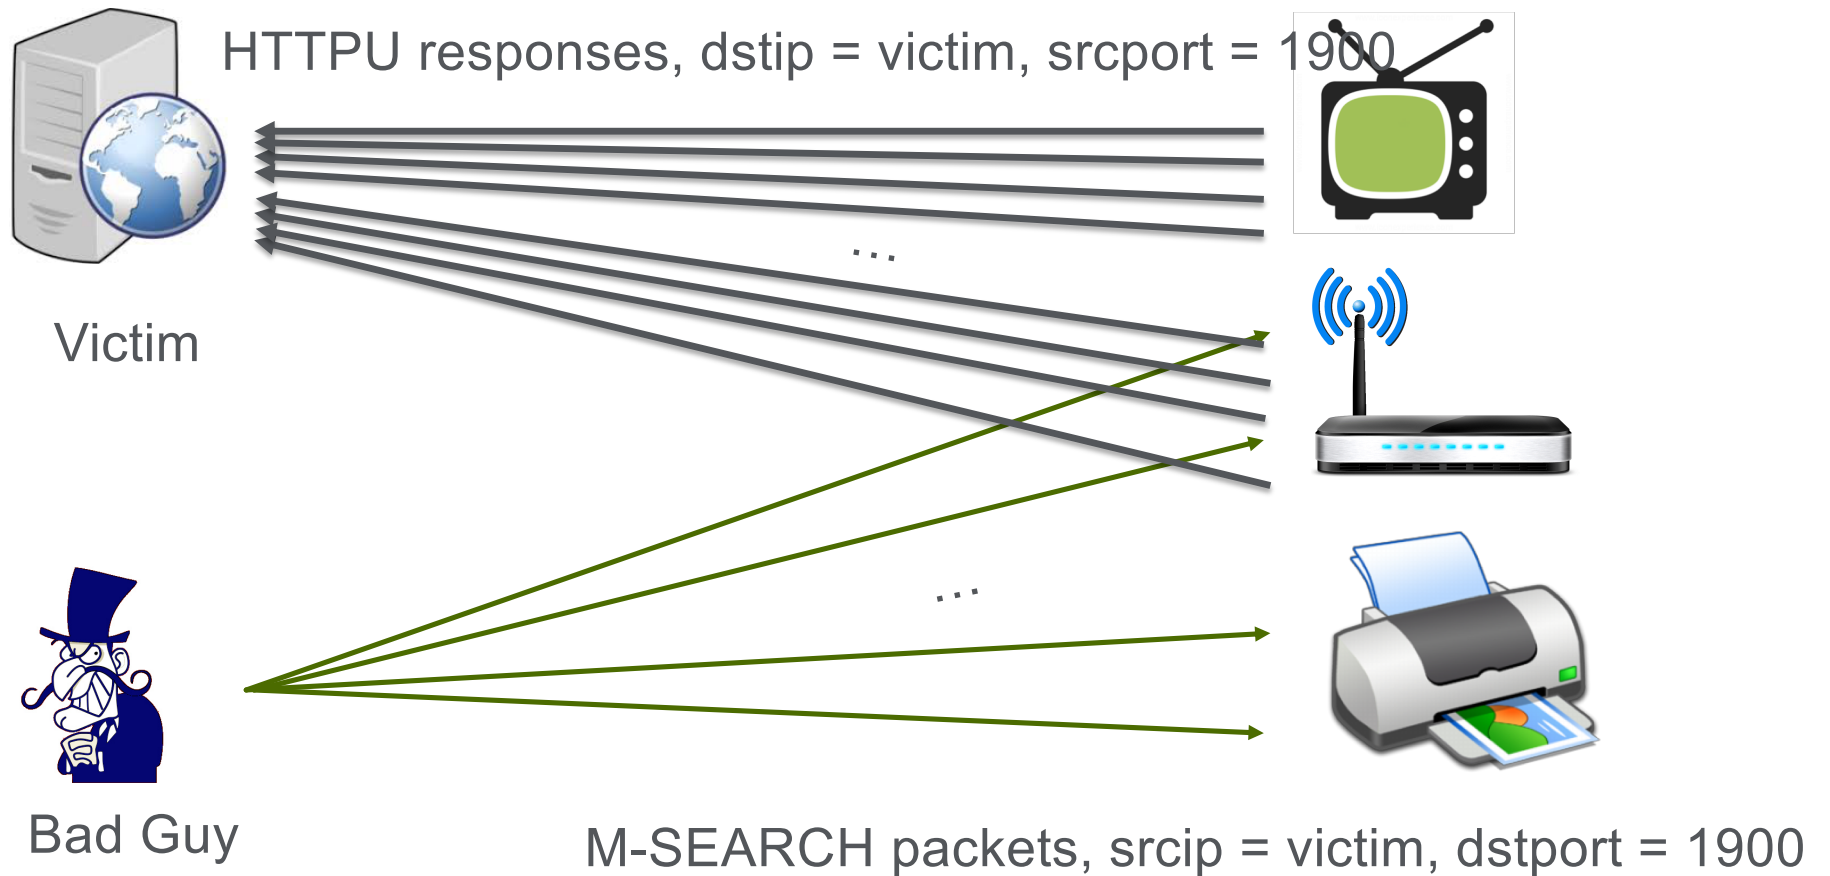 HTTPU responses, dstip = victim, srcport = 1900
...
Victim
...
Bad Guy
M-SEARCH packets, srcip = victim, dstport = 1900